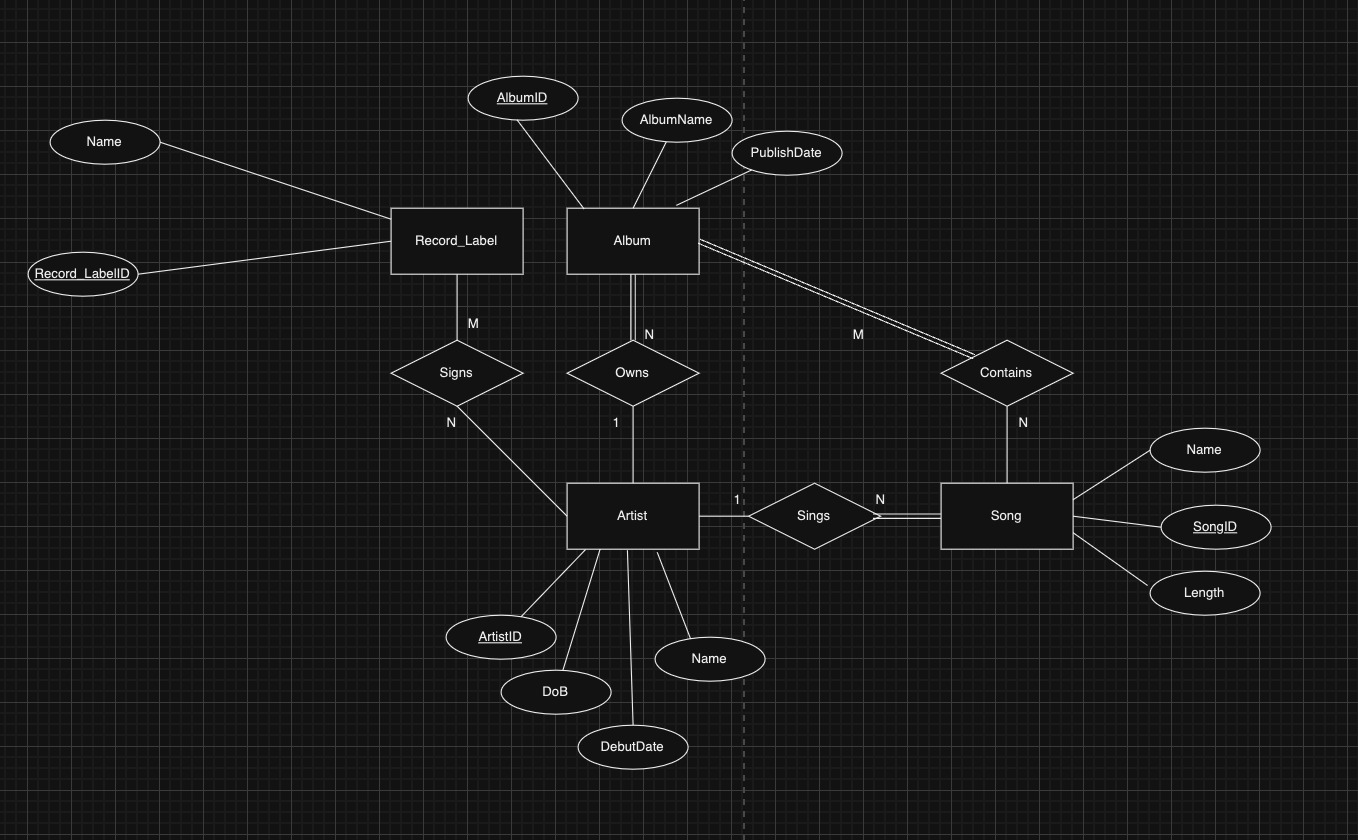 AlbumID
AlbumName
Name
PublishDate
Record_Label
Album
Record_LabelID
M
N
M
Signs
Owns
Contains
N
1
N
Name
1
N
Artist
Sings
Song
SongID
Length
ArtistID
Name
DoB
DebutDate